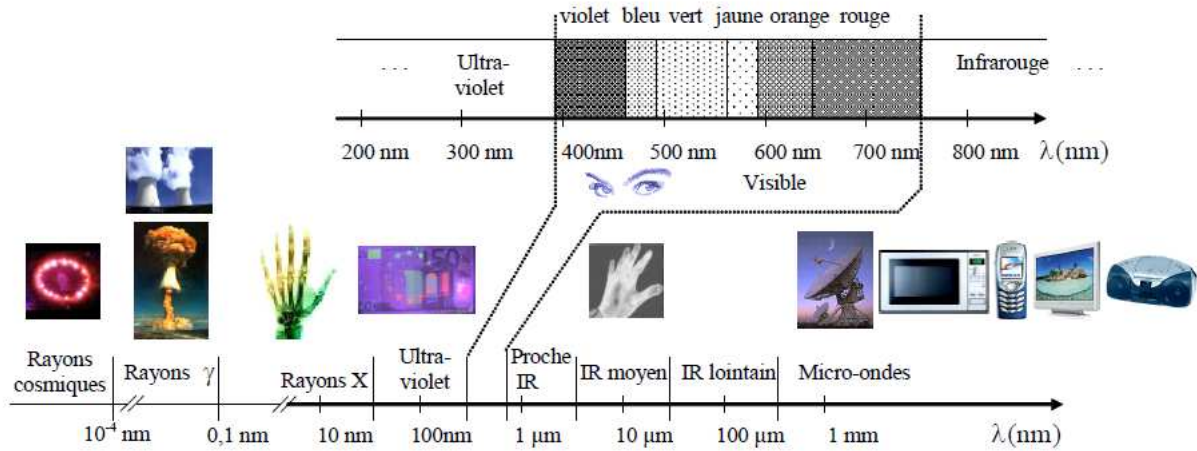 violet bleu vert jaune orange rouge
. . . Ultra-violet Infrarouge . . .
200 nm 300 nm 400nm 500 nm 600 nm 700 nm 800 nm λ(nm)
Visible
Rayons cosmiques Rayons γ Rayons X Ultra-violet Proche IR IR moyen IR lointain Micro-ondes
10⁻⁴ nm 0,1 nm 10 nm 100nm 1 µm 10 µm 100 µm 1 mm λ(nm)